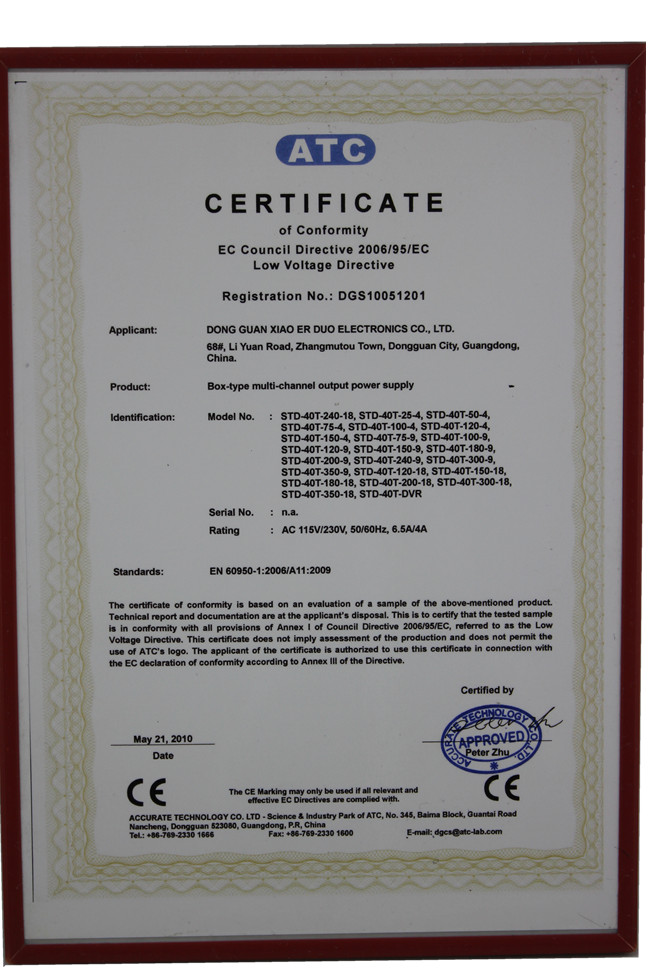 ATC
CERTIFICATE
of Conformity
EC Council Directive 2006/95/EC
Low Voltage Directive
Registration No.: DGS10051201
Applicant: DONG GUAN XIAO ER DUO ELECTRONICS CO., LTD.
68#, Li Yuan Road, Zhangmutou Town, Dongguan City, Guangdong,
China.
Product: Box-type multi-channel output power supply
Identification: Model No. : STD-40T-240-18, STD-40T-25-4, STD-40T-50-4,
STD-40T-75-4, STD-40T-100-4, STD-40T-120-4,
STD-40T-150-4, STD-40T-75-9, STD-40T-100-9,
STD-40T-120-9, STD-40T-150-9, STD-40T-180-9,
STD-40T-200-9, STD-40T-240-9, STD-40T-300-9,
STD-40T-350-9, STD-40T-120-18, STD-40T-150-18,
STD-40T-180-18, STD-40T-200-18, STD-40T-300-18,
STD-40T-350-18, STD-40T-DVR
Serial No. : n.a.
Rating : AC 115V/230V, 50/60Hz, 6.5A/4A
Standards: EN 60950-1:2006/A11:2009
The certificate of conformity is based on an evaluation of a sample of the above-mentioned product.
Technical report and documentation are at the applicant's disposal. This is to certify that the tested sample
is in conformity with all provisions of Annex I of Council Directive 2006/95/EC, referred to as the Low
Voltage Directive. This certificate does not imply assessment of the production and does not permit the
use of ATC's logo. The applicant of the certificate is authorized to use this certificate in connection with
the EC declaration of conformity according to Annex III of the Directive.
Certified by
ACCURATE TECHNOLOGY CO. LTD.
APPROVED
May 21, 2010
Peter Zhu
Date
CE
The CE Marking may only be used if all relevant and
effective EC Directives are complied with.
CE
ACCURATE TECHNOLOGY CO. LTD - Science & Industry Park of ATC, No. 345, Baima Block, Guantai Road
Nancheng, Dongguan 523080, Guangdong, P.R, China
Tel.: +86-769-2330 1666 Fax: +86-769-2330 1600 E-mail: dgcs@atc-lab.com